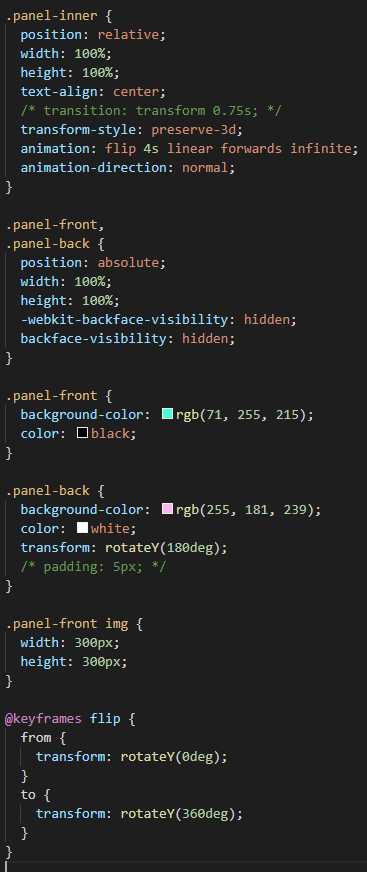 .panel-inner {
  position: relative;
  width: 100%;
  height: 100%;
  text-align: center;
  /* transition: transform 0.75s; */
  transform-style: preserve-3d;
  animation: flip 4s linear forwards infinite;
  animation-direction: normal;
}

.panel-front,
.panel-back {
  position: absolute;
  width: 100%;
  height: 100%;
  -webkit-backface-visibility: hidden;
  backface-visibility: hidden;
}

.panel-front {
  background-color: rgb(71, 255, 215);
  color: black;
}

.panel-back {
  background-color: rgb(255, 181, 239);
  color: white;
  transform: rotateY(180deg);
  /* padding: 5px; */
}

.panel-front img {
  width: 300px;
  height: 300px;
}

@keyframes flip {
  from {
    transform: rotateY(0deg);
  }
  to {
    transform: rotateY(360deg);
  }
}